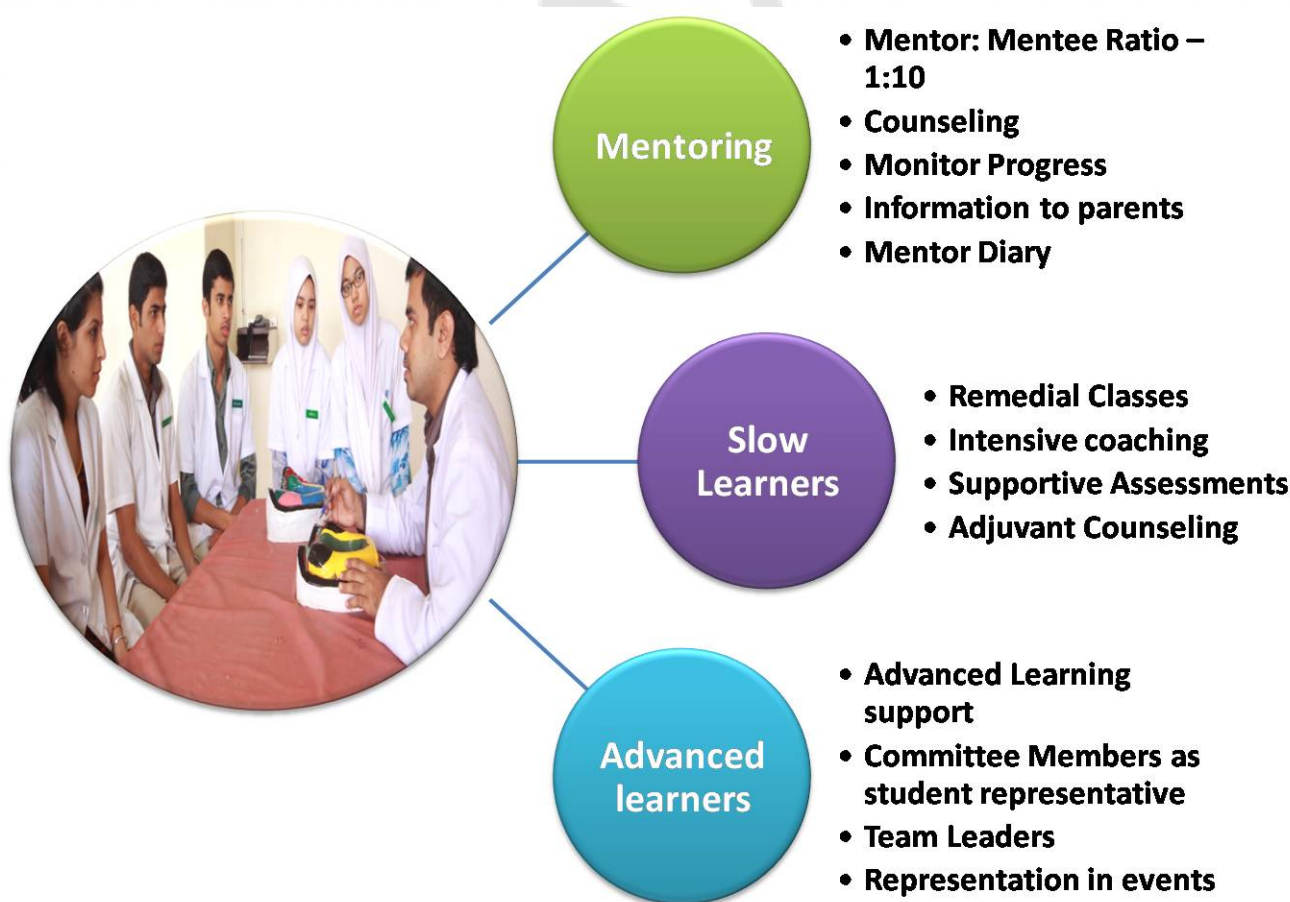 Mentoring
• Mentor: Mentee Ratio –
1:10
• Counseling
• Monitor Progress
• Information to parents
• Mentor Diary
Slow
Learners
• Remedial Classes
• Intensive coaching
• Supportive Assessments
• Adjuvant Counseling
Advanced
learners
• Advanced Learning
support
• Committee Members as
student representative
• Team Leaders
• Representation in events